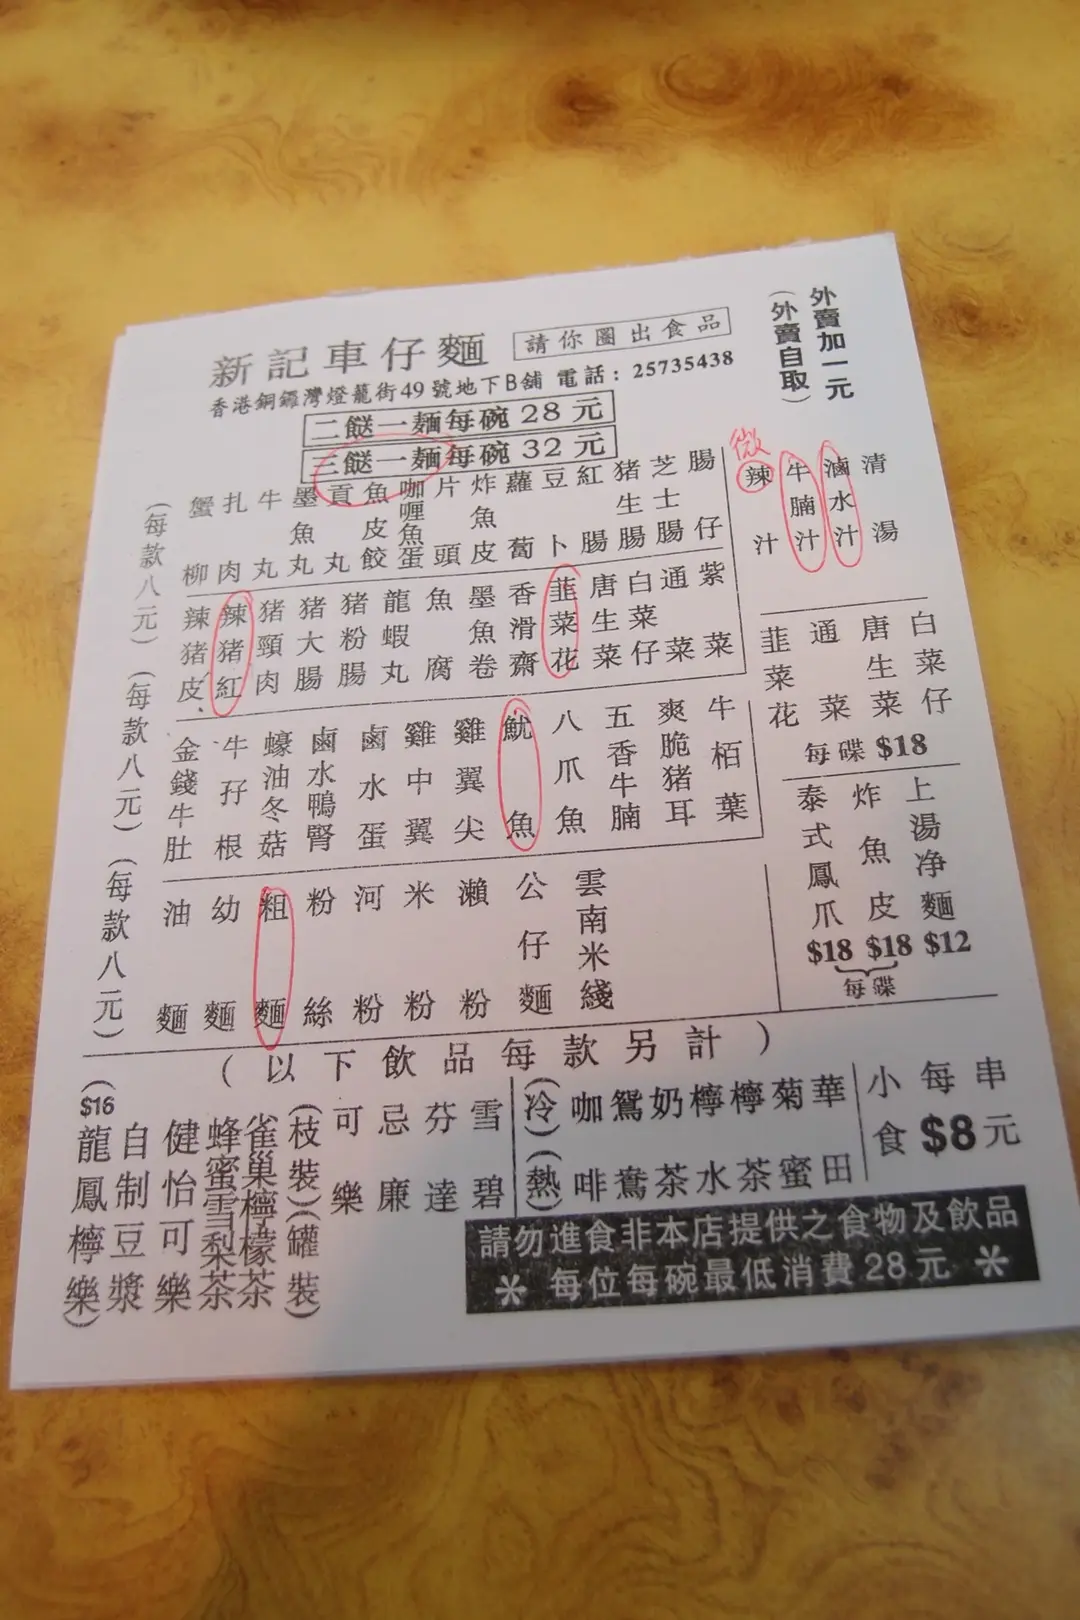 新記車仔麵
請你圈出食品
香港銅鑼灣燈籠街49號地下B舖 電話：25735438
二餸一麵每碗 28 元
三餸一麵每碗 32 元
外賣加一元
（外賣自取）
（每款八元）
蟹柳
扎肉
牛丸
墨魚丸
貢丸
魚皮餃
咖喱魚蛋
片頭
炸魚皮
蘿蔔
豆卜
紅腸
豬生腸
芝士腸
腸仔
（每款八元）
辣豬皮
辣豬紅
豬頸肉
豬大腸
豬粉腸
龍蝦丸
魚腐
墨魚卷
香滑齋
韮菜花
唐生菜
白菜仔
通菜
紫菜
（每款八元）
金錢牛肚
牛孖根
蠔油冬菇
鹵水鴨腎
鹵水蛋
雞中翼
雞翼尖
魷魚
八爪魚
五香牛腩
爽脆豬耳
牛栢葉
油麵
幼麵
粗麵
粉絲
河粉
米粉
瀨粉
公仔麵
雲南米綫
微
辣汁
牛腩汁
滷水汁
清湯
韮菜花
通菜
唐生菜
白菜仔
每碟 $18
泰式鳳爪 $18
炸魚皮 $18
每碟
上湯净麵 $12
（以下飲品每款另計）
($16
龍鳳檸樂)
自制豆漿
健怡可樂
蜂蜜雪梨茶
雀巢檸檬茶
（枝裝）（罐裝）
可樂
忌廉
芬達
雪碧
（冷）（熱）
咖啡
鴛鴦
奶茶
檸水
檸茶
菊蜜
華田
小食
每串
$8元
請勿進食非本店提供之食物及飲品
＊ 每位每碗最低消費 28 元 ＊